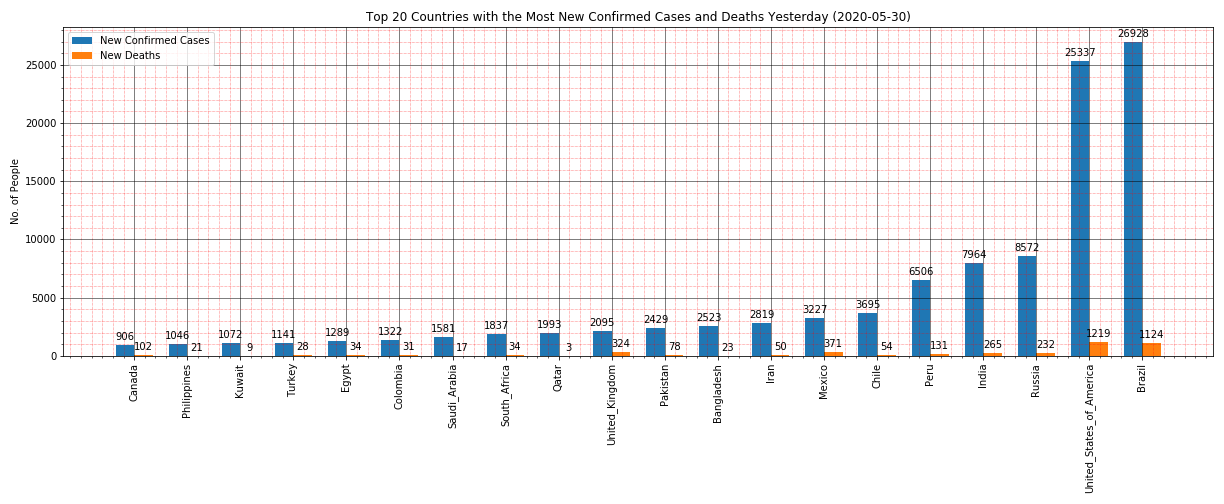 Top 20 Countries with the Most New Confirmed Cases and Deaths Yesterday (2020-05-30)
New Confirmed Cases
New Deaths
No. of People
25000
20000
15000
10000
5000
0
906
102
1046
21
1072
9
1141
28
1289
34
1322
31
1581
17
1837
34
1993
3
2095
324
2429
78
2523
23
2819
50
3227
371
3695
54
6506
131
7964
265
8572
232
25337
1219
26928
1124
Canada
Philippines
Kuwait
Turkey
Egypt
Colombia
Saudi_Arabia
South_Africa
Qatar
United_Kingdom
Pakistan
Bangladesh
Iran
Mexico
Chile
Peru
India
Russia
United_States_of_America
Brazil